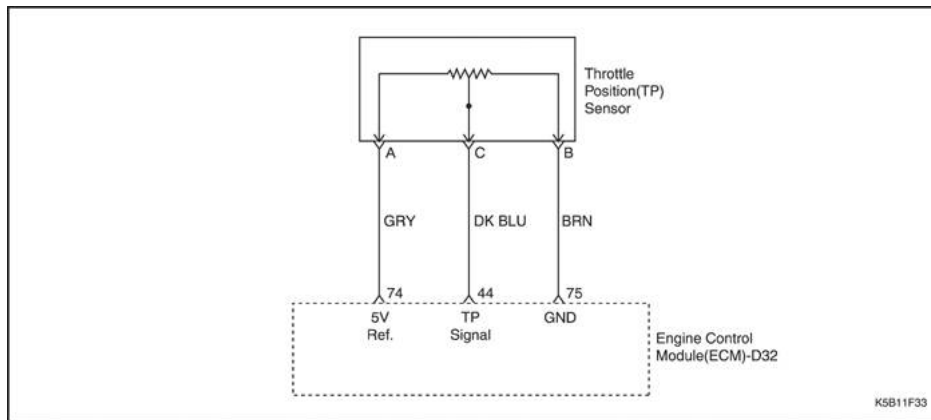 Throttle
Position(TP)
Sensor
A
C
B
GRY
DK BLU
BRN
74
44
75
5V
Ref.
TP
Signal
GND
Engine Control
Module(ECM)-D32
K5B11F33